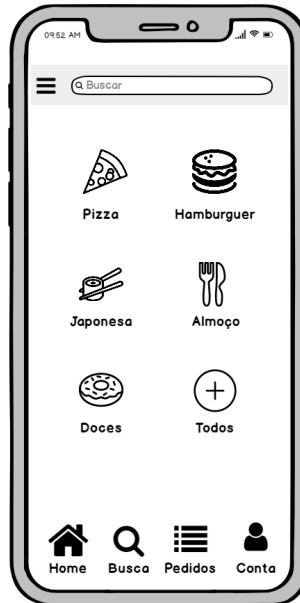 09:52 AM
Buscar
Pizza Hamburguer
Japonesa Almoço
Doces Todos
Home Busca Pedidos Conta